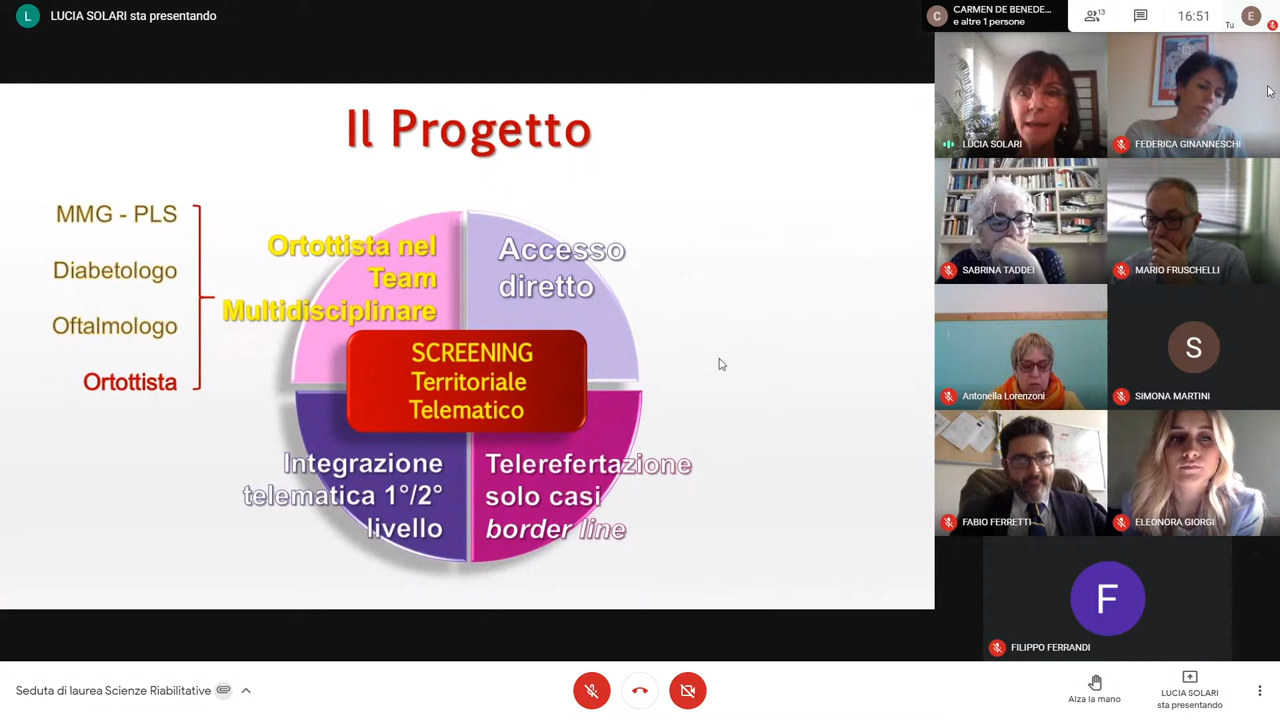 L
LUCIA SOLARI sta presentando
C
CARMEN DE BENEDE...
e altre 1 persone
13
16:51
Tu
E
Il Progetto
MMG - PLS
Diabetologo
Oftalmologo
Ortottista
Ortottista nel
Team
Multidisciplinare
Accesso
diretto
SCREENING
Territoriale
Telematico
Integrazione
telematica 1°/2°
livello
Telerefertazione
solo casi
border line
LUCIA SOLARI
FEDERICA GINANNESCHI
SABRINA TADDEI
MARIO FRUSCHELLI
Antonella Lorenzoni
S
SIMONA MARTINI
FABIO FERRETTI
ELEONORA GIORGI
F
FILIPPO FERRANDI
Seduta di laurea Scienze Riabilitative
Alza la mano
LUCIA SOLARI
sta presentando